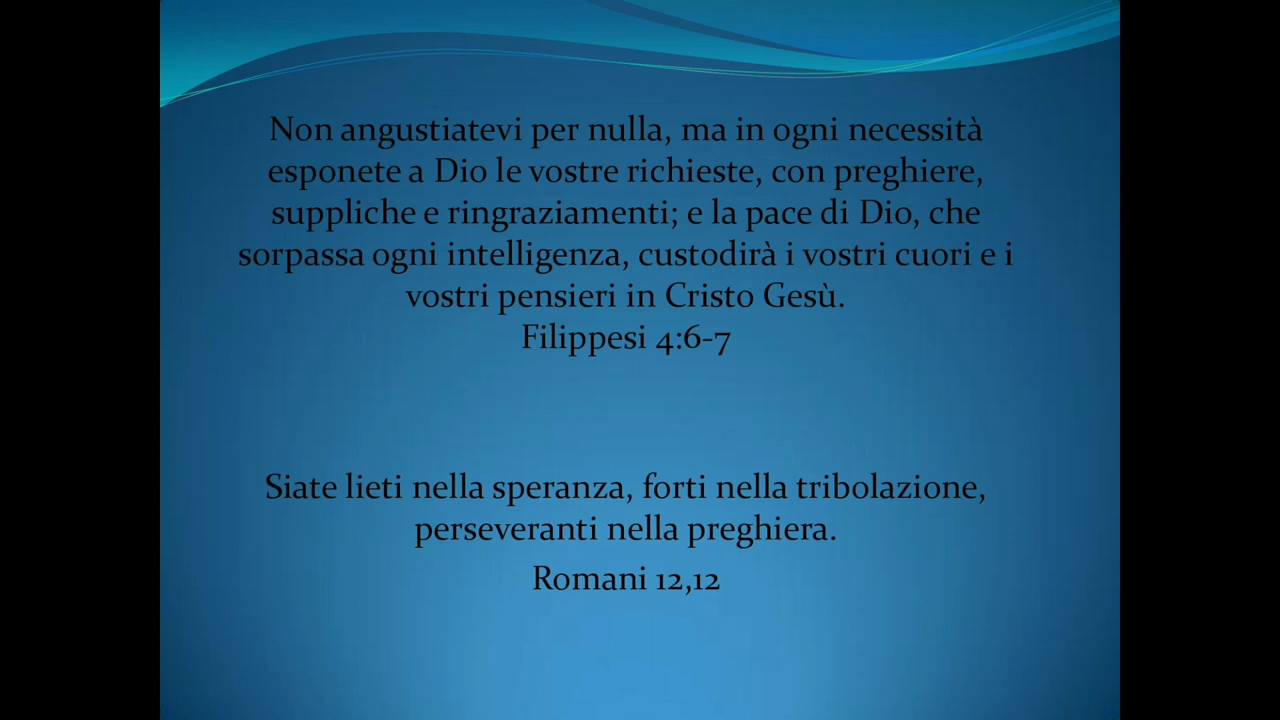 Non angustiatevi per nulla, ma in ogni necessità
esponete a Dio le vostre richieste, con preghiere,
suppliche e ringraziamenti; e la pace di Dio, che
sorpassa ogni intelligenza, custodirà i vostri cuori e i
vostri pensieri in Cristo Gesù.
Filippesi 4:6-7
Siate lieti nella speranza, forti nella tribolazione,
perseveranti nella preghiera.
Romani 12,12